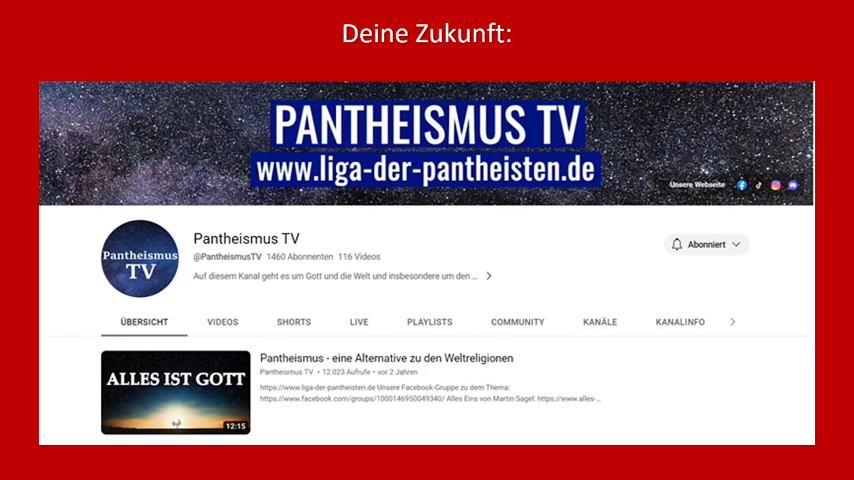 Deine Zukunft:
PANTHEISMUS TV
www.liga-der-pantheisten.de
Unsere Webseite
Pantheismus
TV
Pantheismus TV
@PantheismusTV 1460 Abonnenten 116 Videos
Auf diesem Kanal geht es um Gott und die Welt und insbesondere um den ...
Abonniert
ÜBERSICHT VIDEOS SHORTS LIVE PLAYLISTS COMMUNITY KANÄLE KANALINFO
ALLES IST GOTT
12:15
Pantheismus - eine Alternative zu den Weltreligionen
Pantheismus TV • 12.023 Aufrufe • vor 2 Jahren
https://www.liga-der-pantheisten.de Unsere Facebook-Gruppe zu dem Thema:
https://www.facebook.com/groups/1000146950049340/ Alles Eins von Martin Sagel: https://www.alles-...